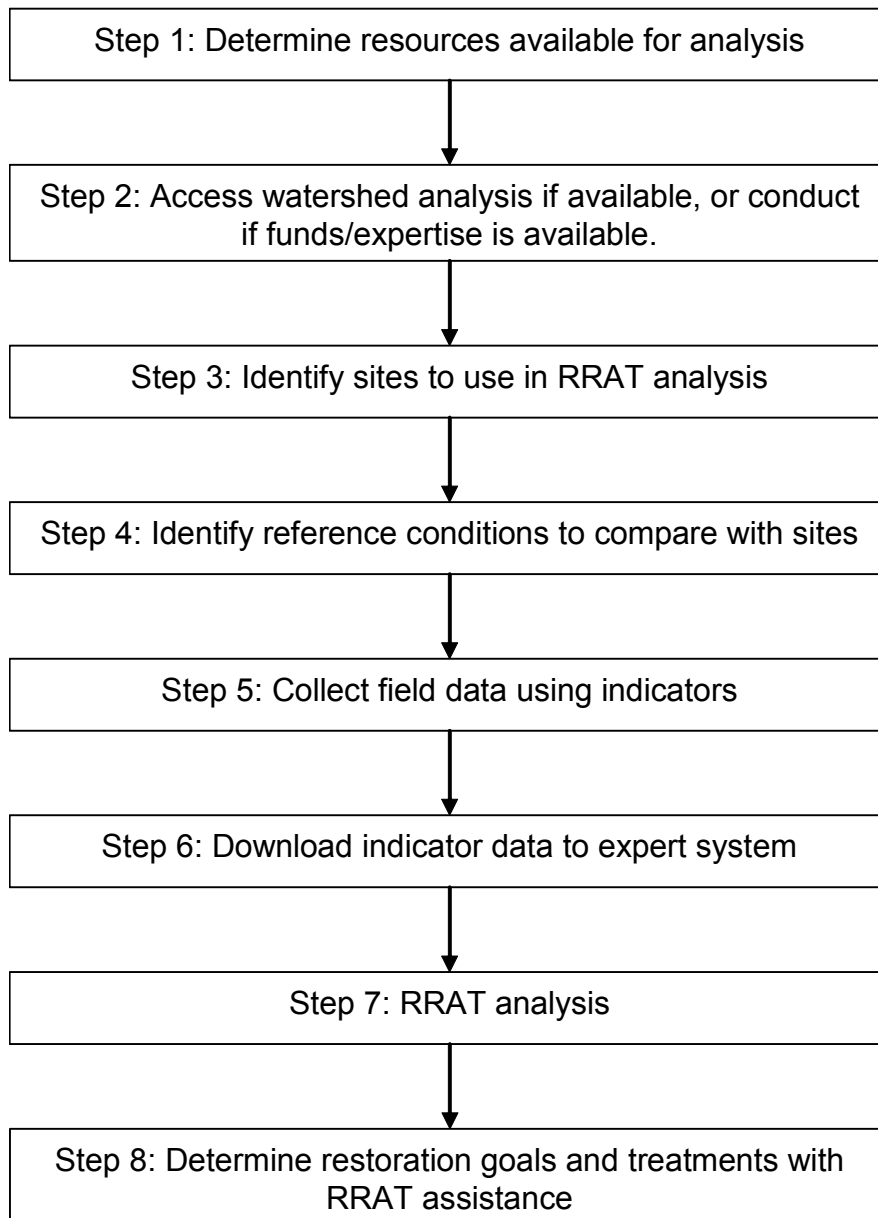 Step 1: Determine resources available for analysis
Step 2: Access watershed analysis if available, or conduct
if funds/expertise is available.
Step 3: Identify sites to use in RRAT analysis
Step 4: Identify reference conditions to compare with sites
Step 5: Collect field data using indicators
Step 6: Download indicator data to expert system
Step 7: RRAT analysis
Step 8: Determine restoration goals and treatments with
RRAT assistance